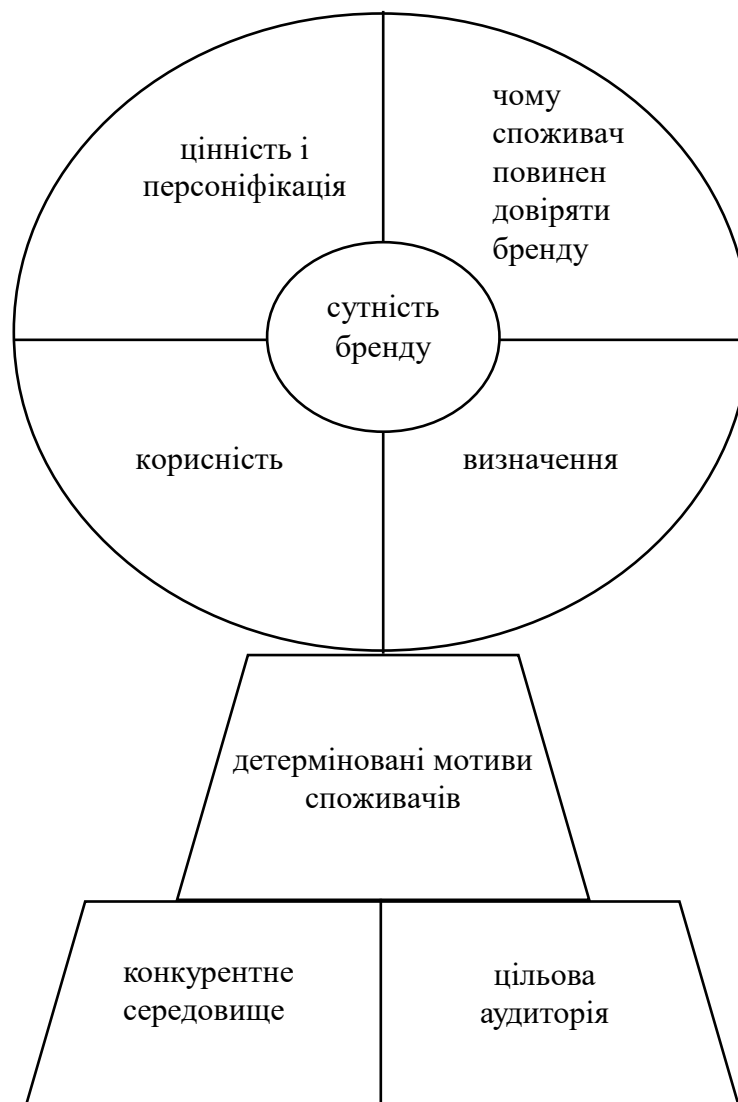 цінність і
персоніфікація
чому
споживач
повинен
довіряти
бренду
сутність
бренду
корисність
визначення
детерміновані мотиви
споживачів
конкурентне
середовище
цільова
аудиторія